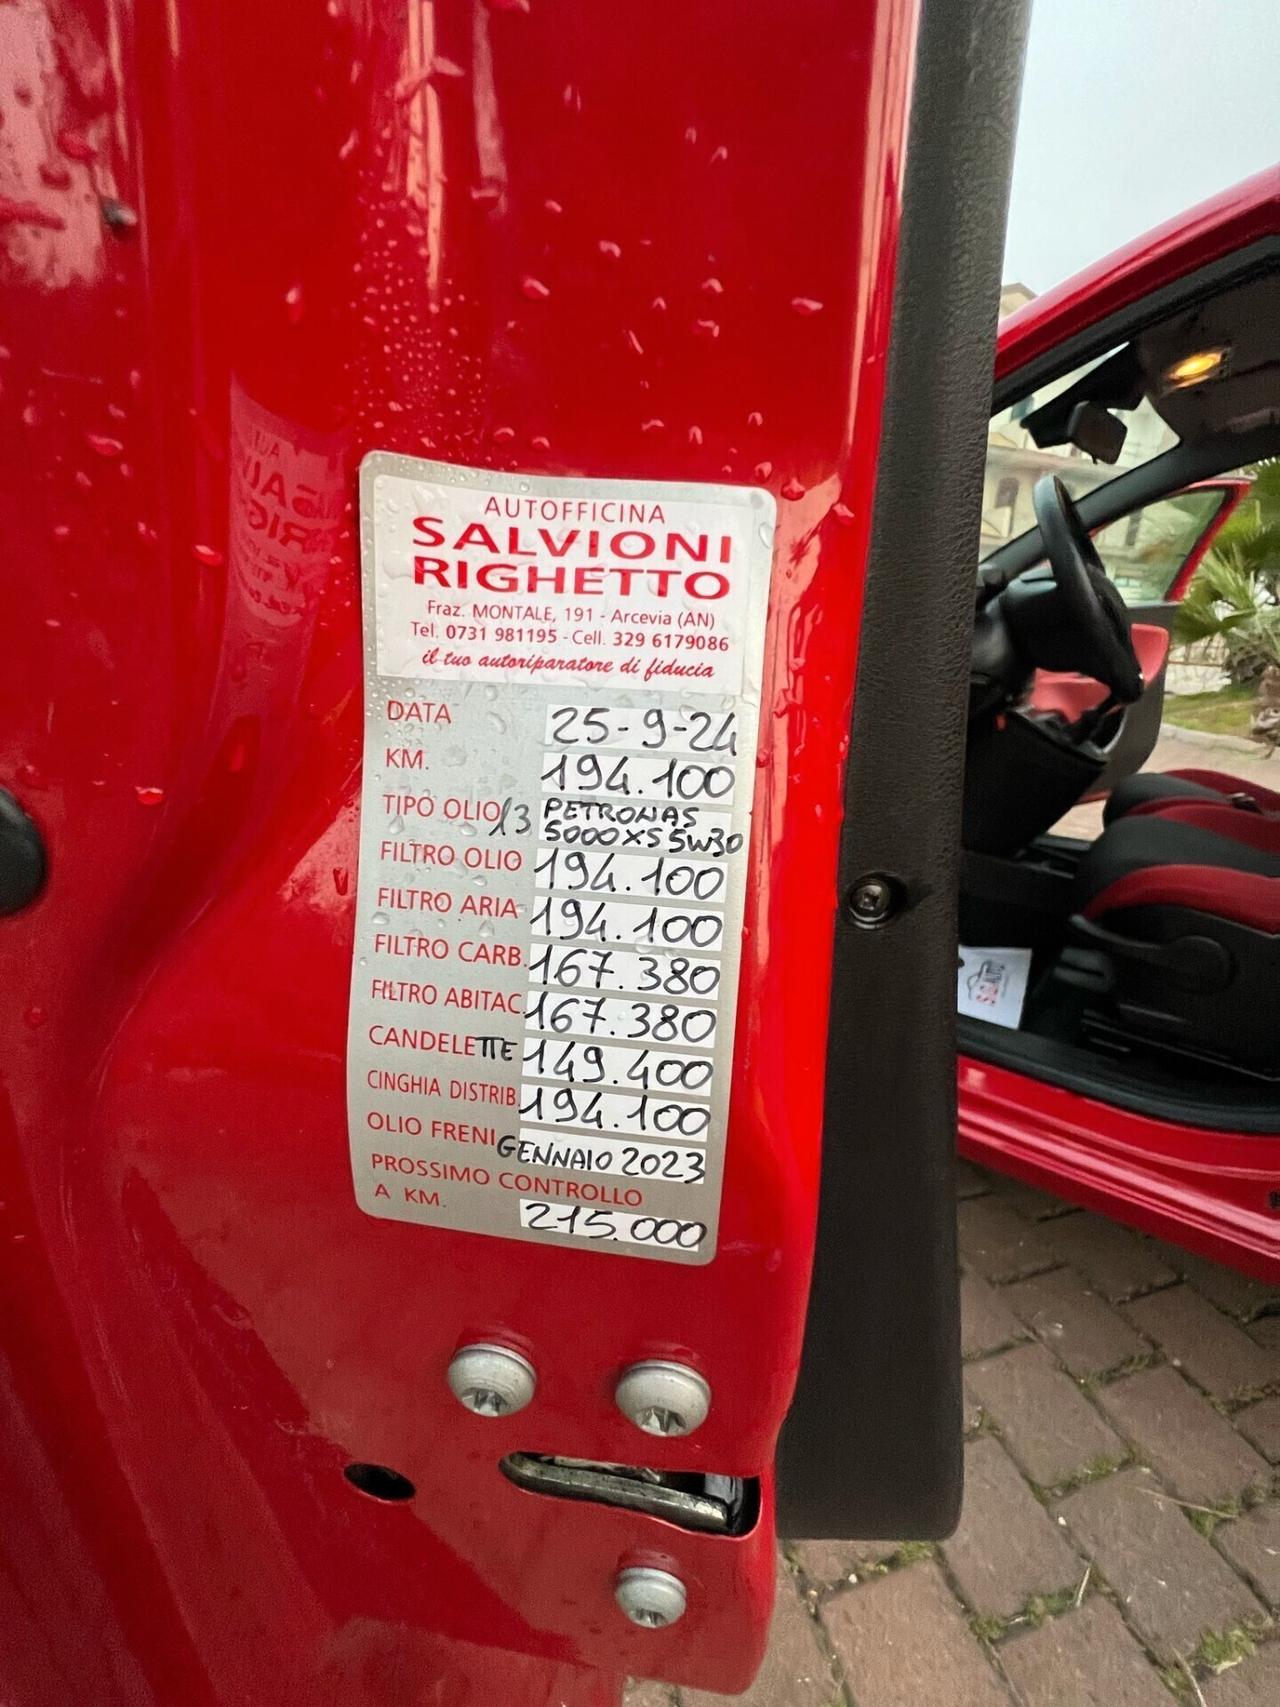 AUTOFFICINA
SALVIONI
RIGHETTO
Fraz. MONTALE, 191 - Arcevia (AN)
Tel. 0731 981195 - Cell. 329 6179086
il tuo autoriparatore di fiducia
DATA 25-9-24
KM. 194.100
TIPO OLIO 13 PETRONAS
5000XS 5W30
FILTRO OLIO 194.100
FILTRO ARIA 194.100
FILTRO CARB. 167.380
FILTRO ABITAC. 167.380
CANDELETTE 149.400
CINGHIA DISTRIB. 194.100
OLIO FRENI GENNAIO 2023
PROSSIMO CONTROLLO
A KM. 215.000